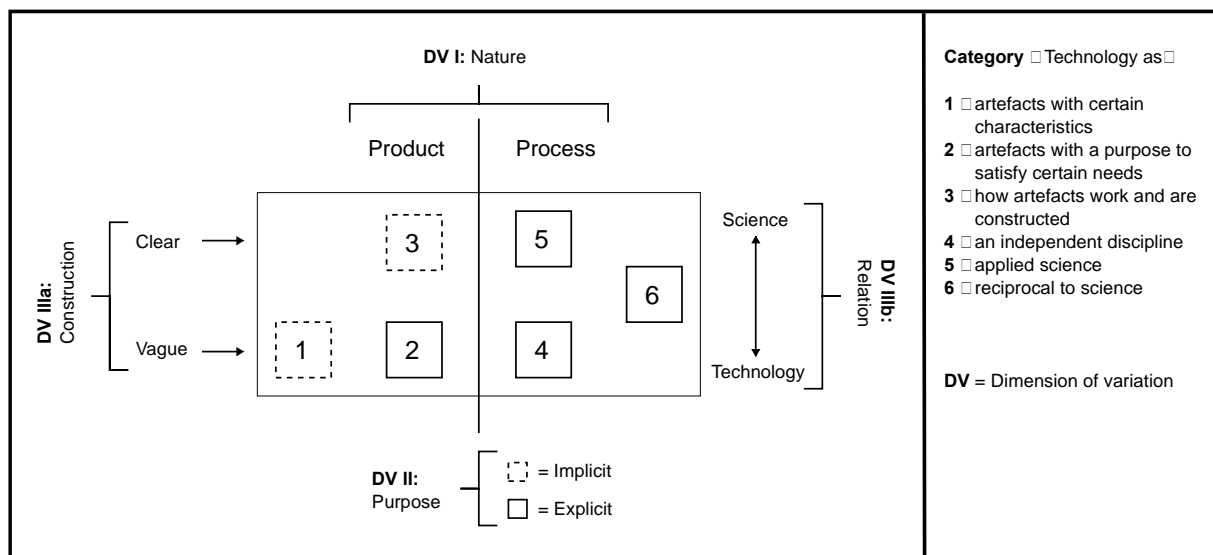 DV I: Nature
Product
Process
DV IIIa:
Construction
Clear
Vague
3
5
6
1
2
4
Science
Technology
DV IIIb:
Relation
DV II:
Purpose
= Implicit
= Explicit
Category □ Technology as□
1 □ artefacts with certain
characteristics
2 □ artefacts with a purpose to
satisfy certain needs
3 □ how artefacts work and are
constructed
4 □ an independent discipline
5 □ applied science
6 □ reciprocal to science
DV = Dimension of variation